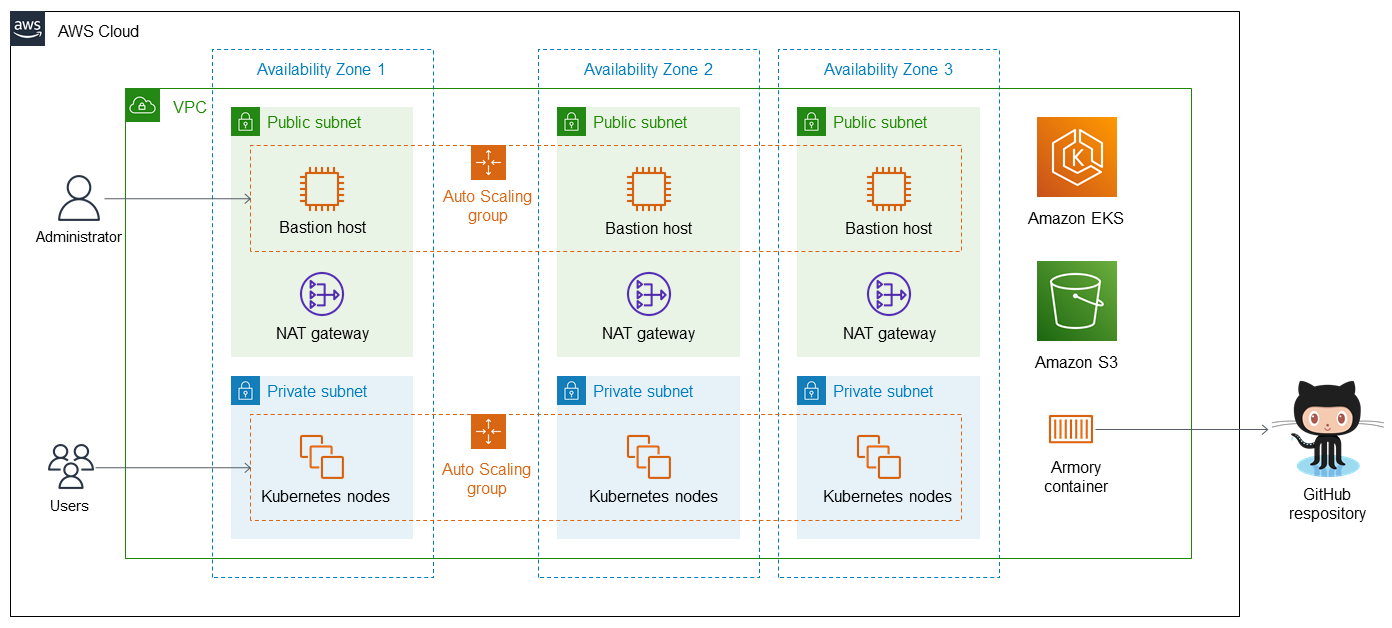 aws
AWS Cloud
Availability Zone 1
Availability Zone 2
Availability Zone 3
VPC
Public subnet
Public subnet
Public subnet
Auto Scaling
group
Bastion host
Bastion host
Bastion host
Administrator
Amazon EKS
NAT gateway
NAT gateway
NAT gateway
Amazon S3
Private subnet
Private subnet
Private subnet
Auto Scaling
group
Kubernetes nodes
Kubernetes nodes
Kubernetes nodes
Users
Armory
container
GitHub
respository
K